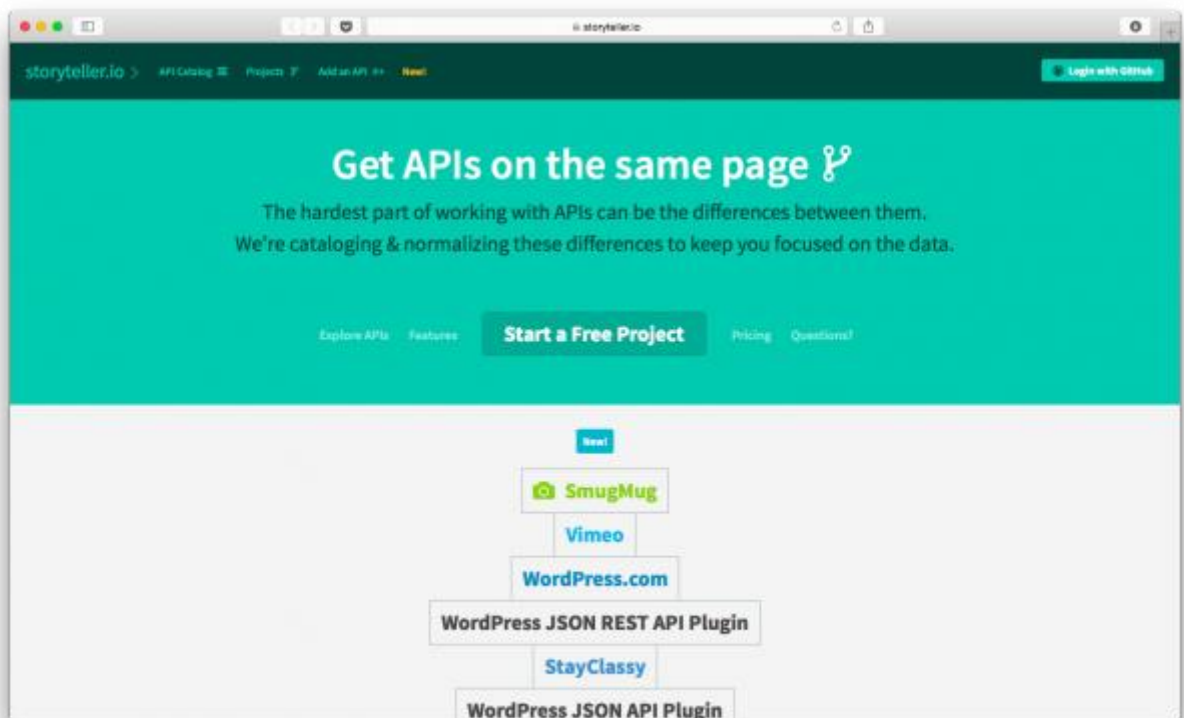 storyteller.io
storyteller.io > API Catalog Projects Add an API ++ New!
Login with GitHub
Get APIs on the same page
The hardest part of working with APIs can be the differences between them.
We're cataloging & normalizing these differences to keep you focused on the data.
Explore APIs Features Start a Free Project Pricing Questions?
New!
SmugMug
Vimeo
WordPress.com
WordPress JSON REST API Plugin
StayClassy
WordPress JSON API Plugin